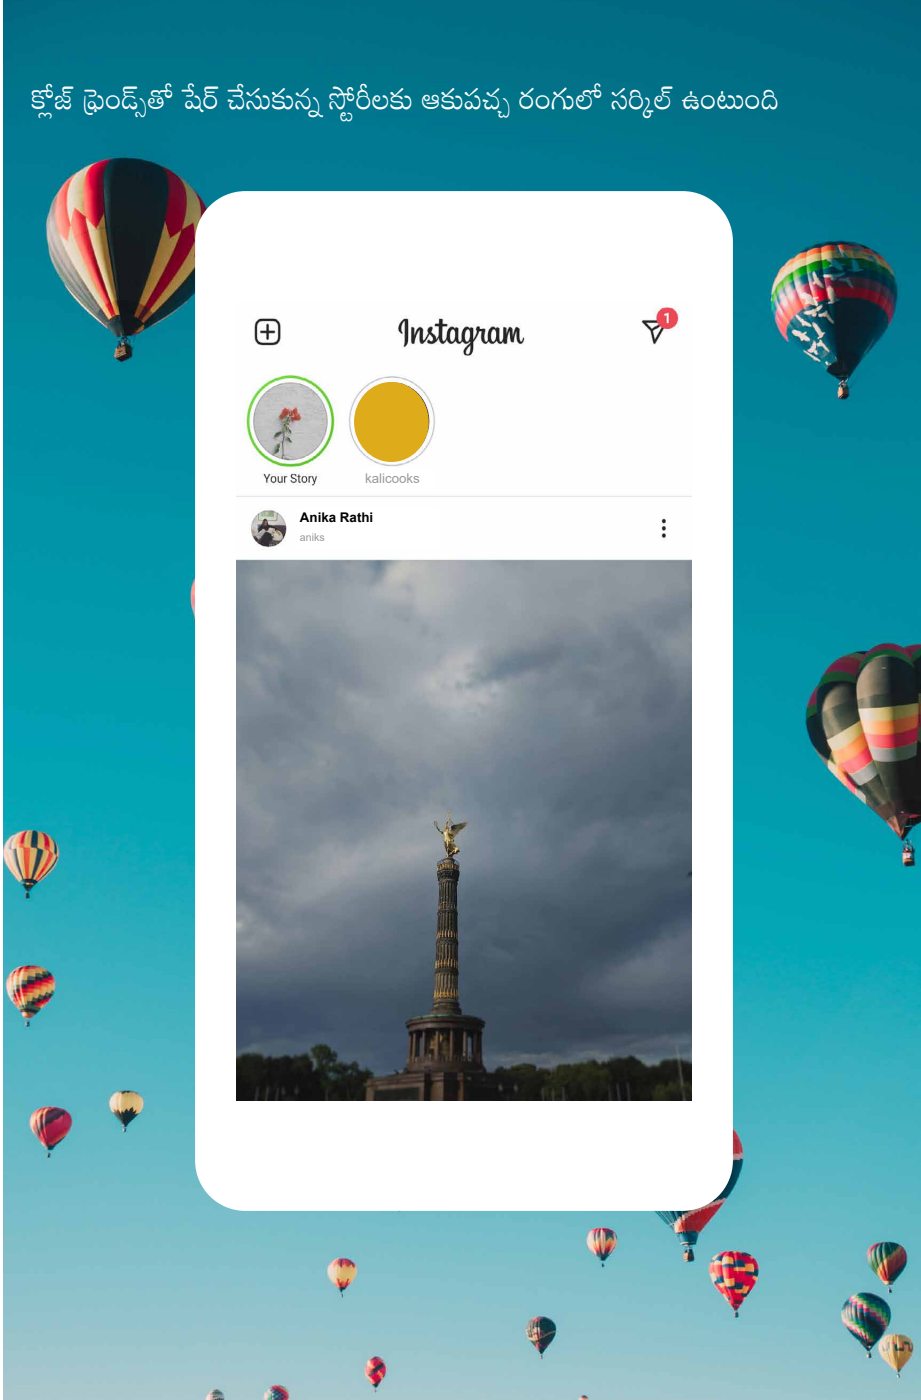 క్లోజ్ ఫ్రెండ్స్‌తో షేర్ చేసుకున్న స్టోరీలకు ఆకుపచ్చ రంగులో సర్కిల్ ఉంటుంది
Instagram
1
Your Story
kalicooks
Anika Rathi
aniks